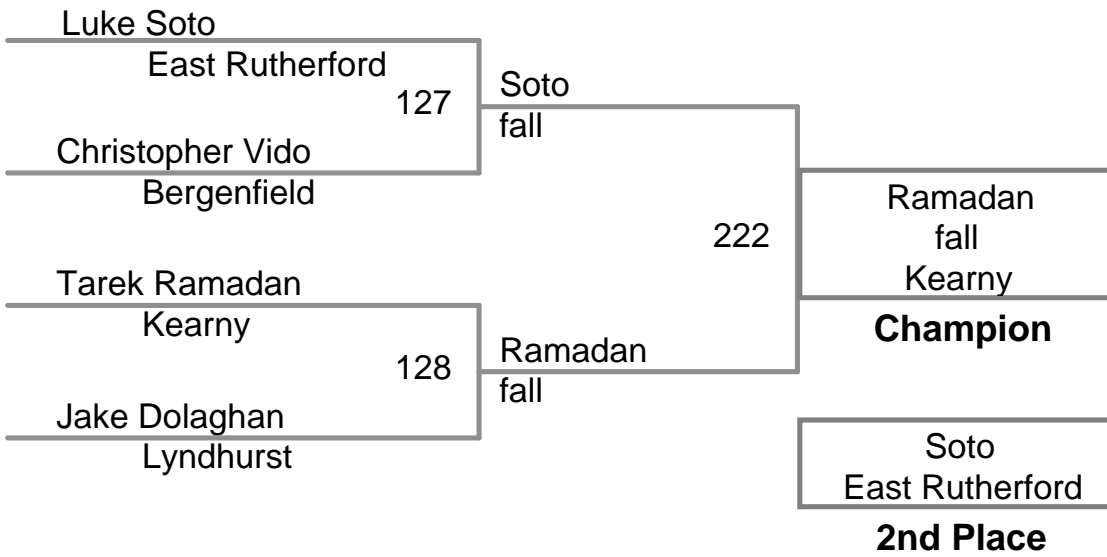 Luke Soto
East Rutherford
127
Christopher Vido
Bergenfield
Soto
fall
Tarek Ramadan
Kearny
128
Jake Dolaghan
Lyndhurst
Ramadan
fall
222
Ramadan
fall
Kearny
Champion
Soto
East Rutherford
2nd Place